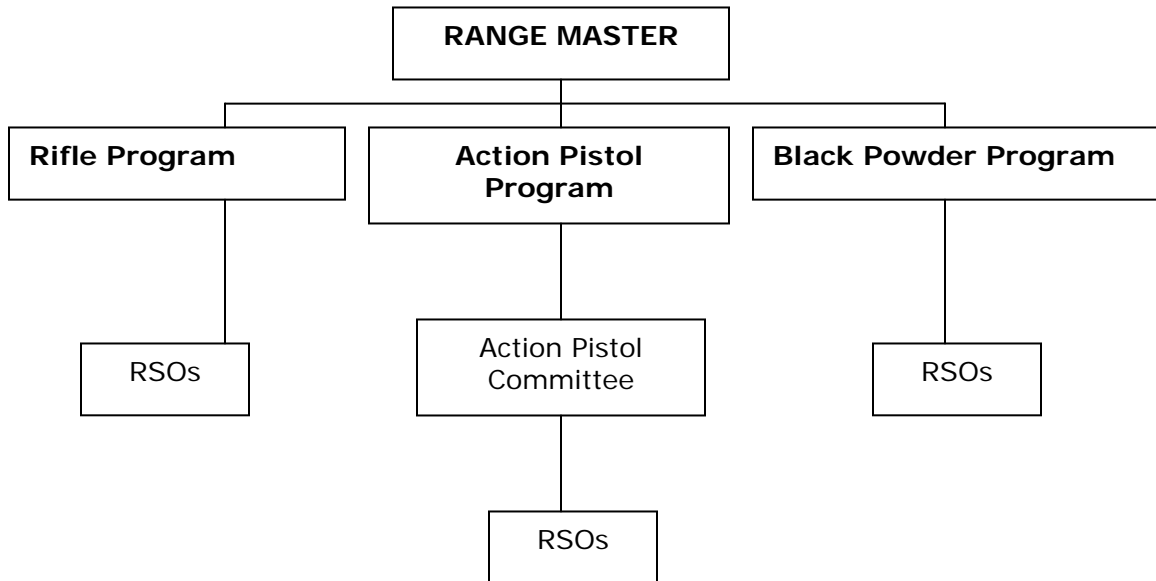 RANGE MASTER
Rifle Program
Action Pistol
Program
Black Powder Program
RSOs
Action Pistol
Committee
RSOs
RSOs